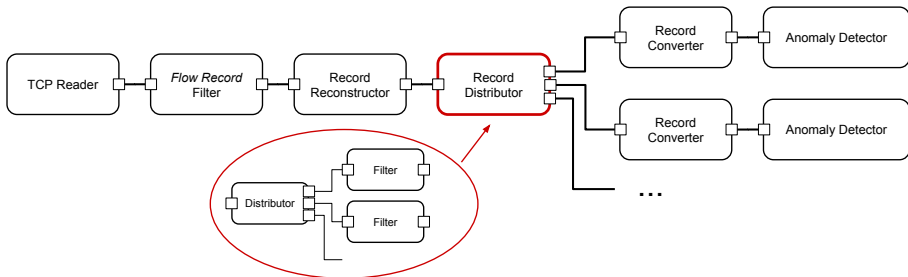 TCP Reader
Flow Record
Filter
Record
Reconstructor
Record
Distributor
Record
Converter
Anomaly Detector
Record
Converter
Anomaly Detector
...
Distributor
Filter
Filter